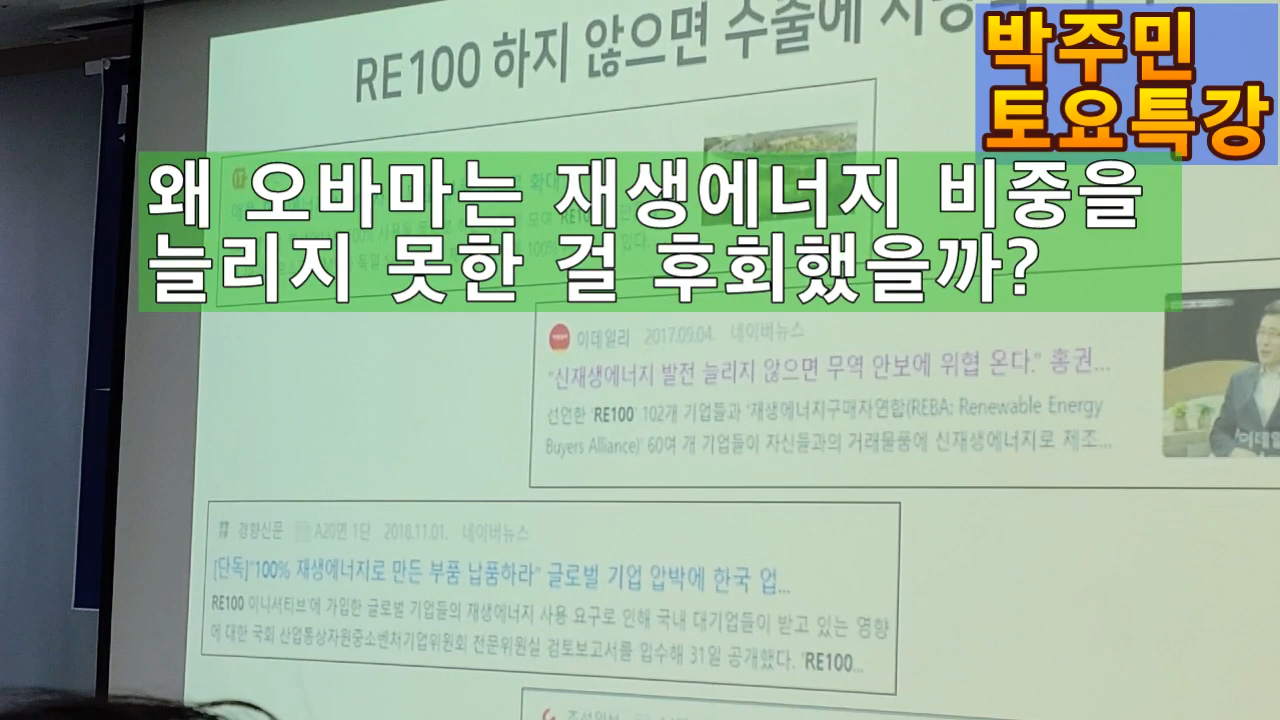 RE100 하지 않으면 수술에
박주민
토요특강
왜 오바마는 재생에너지 비중을
늘리지 못한 걸 후회했을까?
확대
이데일리 2017.09.04. 네이버뉴스
"신재생에너지 발전 늘리지 않으면 무역 안보에 위협 온다." 홍권...
선언한 'RE100' 102개 기업들과 '재생에너지구매자연합(REBA: Renewable Energy
Buyers Alliance)' 60여 개 기업들이 자신들과의 거래물품에 신재생에너지로 제조...
경향신문 A20면 1단 2018.11.01. 네이버뉴스
[단독]"100% 재생에너지로 만든 부품 납품하라" 글로벌 기업 압박에 한국 업...
RE100 이니셔티브'에 가입한 글로벌 기업들의 재생에너지 사용 요구로 인해 국내 대기업들이 받고 있는 영향
에 대한 국회 산업통상자원중소벤처기업위원회 전문위원실 검토보고서를 입수해 31일 공개했다. 'RE100...